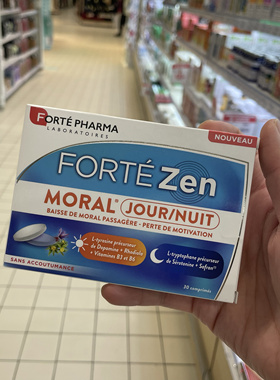 FORTÉ PHARMA
LABORATOIRES
NOUVEAU
FORTÉ Zen
MORAL JOUR/NUIT
BAISSE DE MORAL PASSAGÈRE - PERTE DE MOTIVATION
L-tyrosine précurseur
de Dopamine + Rhodiola
+ Vitamines B3 et B6
L-tryptophane précurseur
de Sérotonine + Safran
SANS ACCOUTUMANCE
30 comprimés